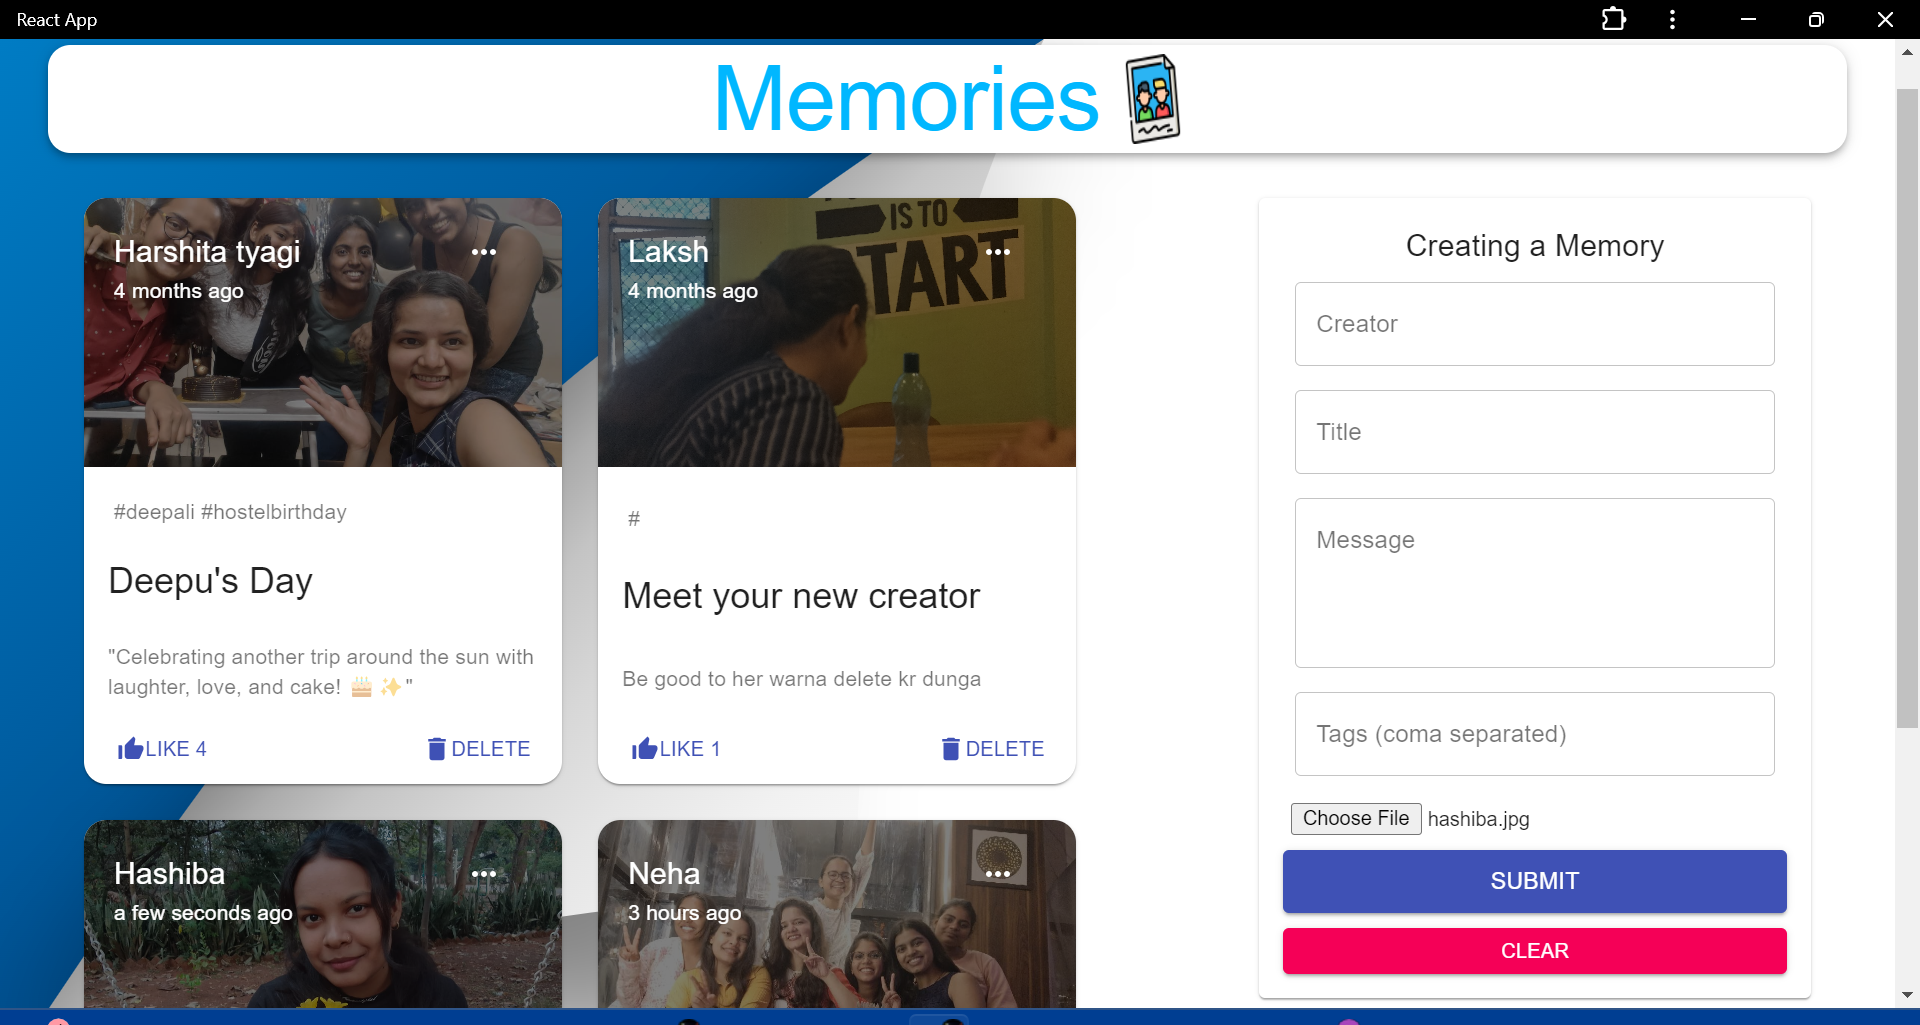 React App
Memories
Harshita tyagi
4 months ago
#deepali #hostelbirthday
Deepu's Day
"Celebrating another trip around the sun with
laughter, love, and cake! 🎂 ✨"
LIKE 4
DELETE
IS TO
START
Laksh
4 months ago
#
Meet your new creator
Be good to her warna delete kr dunga
LIKE 1
DELETE
Hashiba
a few seconds ago
Neha
3 hours ago
Creating a Memory
Creator
Title
Message
Tags (coma separated)
Choose File hashiba.jpg
SUBMIT
CLEAR